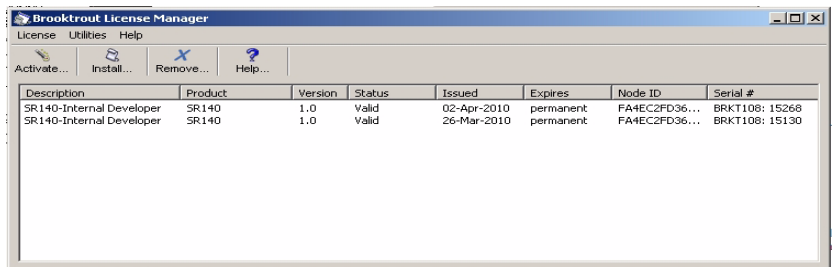 Brooktrout License Manager
License Utilities Help
Activate... Install... Remove... Help...
Description Product Version Status Issued Expires Node ID Serial #
SR140-Internal Developer SR140 1.0 Valid 02-Apr-2010 permanent FA4EC2FD36... BRKT108: 15268
SR140-Internal Developer SR140 1.0 Valid 26-Mar-2010 permanent FA4EC2FD36... BRKT108: 15130